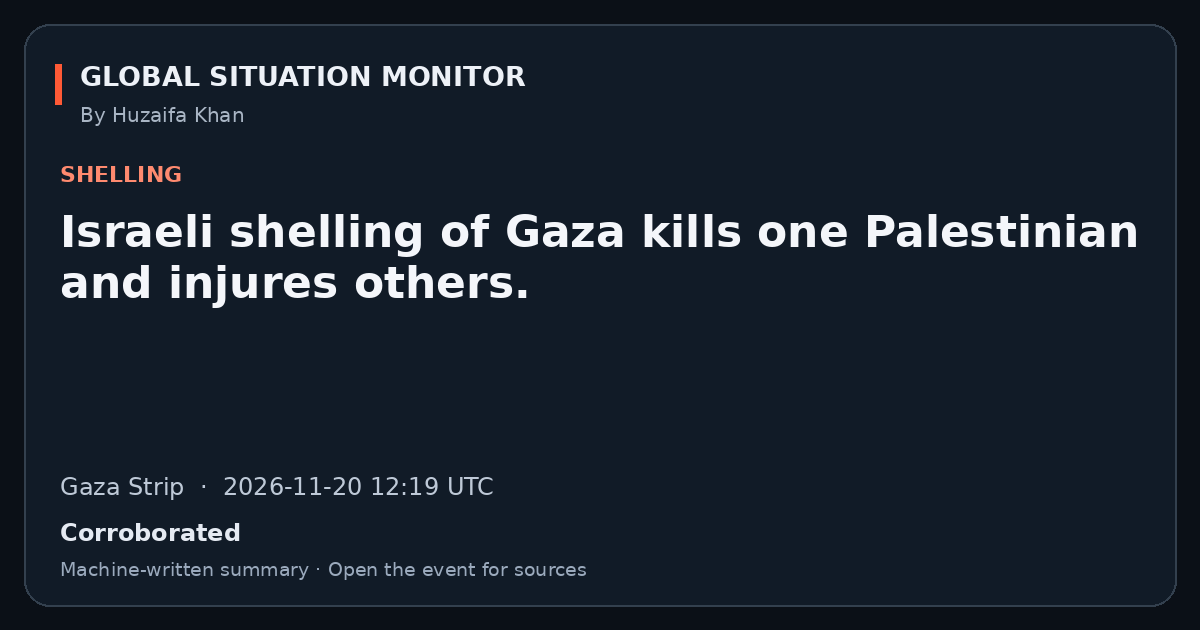 GLOBAL SITUATION MONITOR
By Huzaifa Khan
SHELLING
Israeli shelling of Gaza kills one Palestinian
and injures others.
Gaza Strip · 2026-11-20 12:19 UTC
Corroborated
Machine-written summary · Open the event for sources